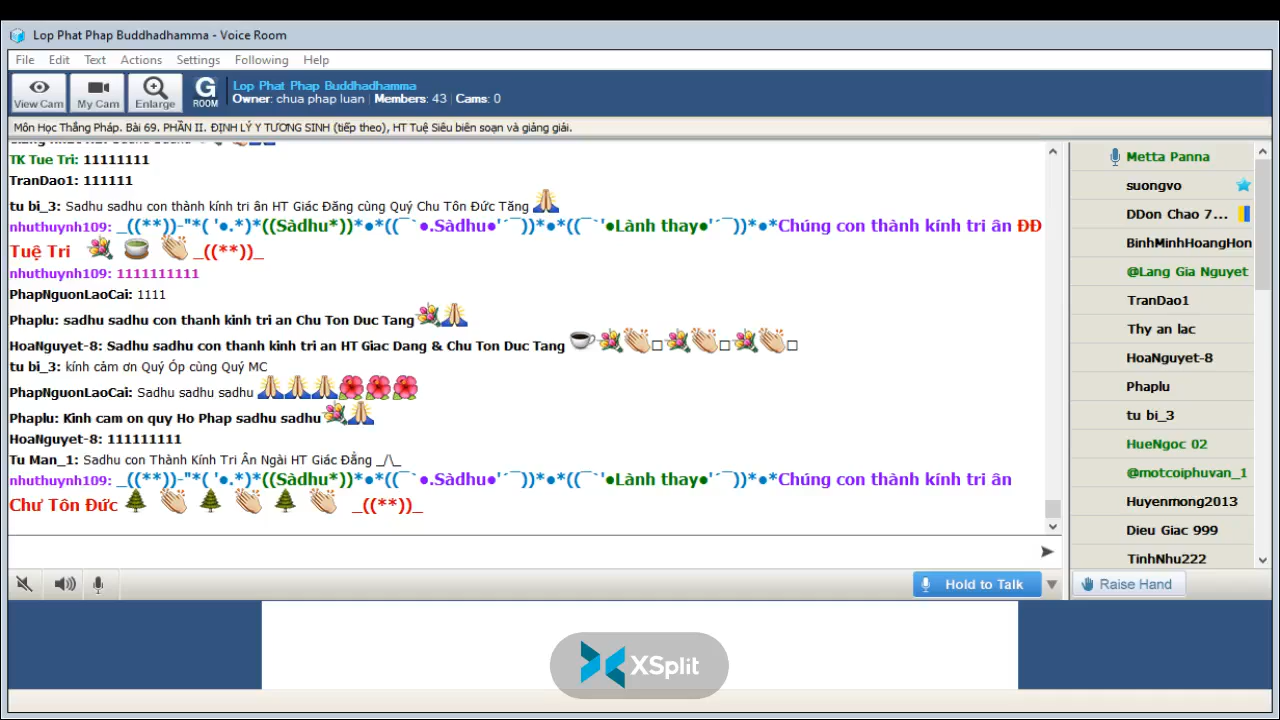 Lop Phat Phap Buddhadhamma - Voice Room
File Edit Text Actions Settings Following Help
View Cam My Cam Enlarge G ROOM
Lop Phat Phap Buddhadhamma
Owner: chua phap luan | Members: 43 | Cams: 0
Môn Học Thắng Pháp. Bài 69. PHẦN II. ĐỊNH LÝ Y TƯƠNG SINH (tiếp theo), HT Tuệ Siêu biên soạn và giảng giải.
TK Tue Tri: 11111111
TranDao1: 111111
tu bi_3: Sadhu sadhu con thành kính tri ân HT Giác Đăng cùng Quý Chu Tôn Đức Tăng
nhuthuynh109: _((**))-"*( '●.*)*((Sàdhu*))*●*((¯`●.Sàdhu●'´¯))*●*((¯`'●Lành thay●'´¯))*●*Chúng con thành kính tri ân ĐĐ
Tuệ Tri _((**))_
nhuthuynh109: 1111111111
PhapNguonLaoCai: 1111
Phaplu: sadhu sadhu con thanh kinh tri an Chu Ton Duc Tang
HoaNguyet-8: Sadhu sadhu con thanh kinh tri an HT Giac Dang & Chu Ton Duc Tang
tu bi_3: kính cảm ơn Quý Óp cùng Quý MC
PhapNguonLaoCai: Sadhu sadhu sadhu
Phaplu: Kinh cam on quy Ho Phap sadhu sadhu
HoaNguyet-8: 111111111
Tu Man_1: Sadhu con Thành Kính Tri Ân Ngài HT Giác Đẳng _/\_
nhuthuynh109: _((**))-"*( '●.*)*((Sàdhu*))*●*((¯`●.Sàdhu●'´¯))*●*((¯`'●Lành thay●'´¯))*●*Chúng con thành kính tri ân
Chư Tôn Đức _((**))_
Hold to Talk
Metta Panna
suongvo
DDon Chao 7...
BinhMinhHoangHon
@Lang Gia Nguyet
TranDao1
Thy an lac
HoaNguyet-8
Phaplu
tu bi_3
HueNgoc 02
@motcoiphuvan_1
Huyenmong2013
Dieu Giac 999
TinhNhu222
Raise Hand
XSplit